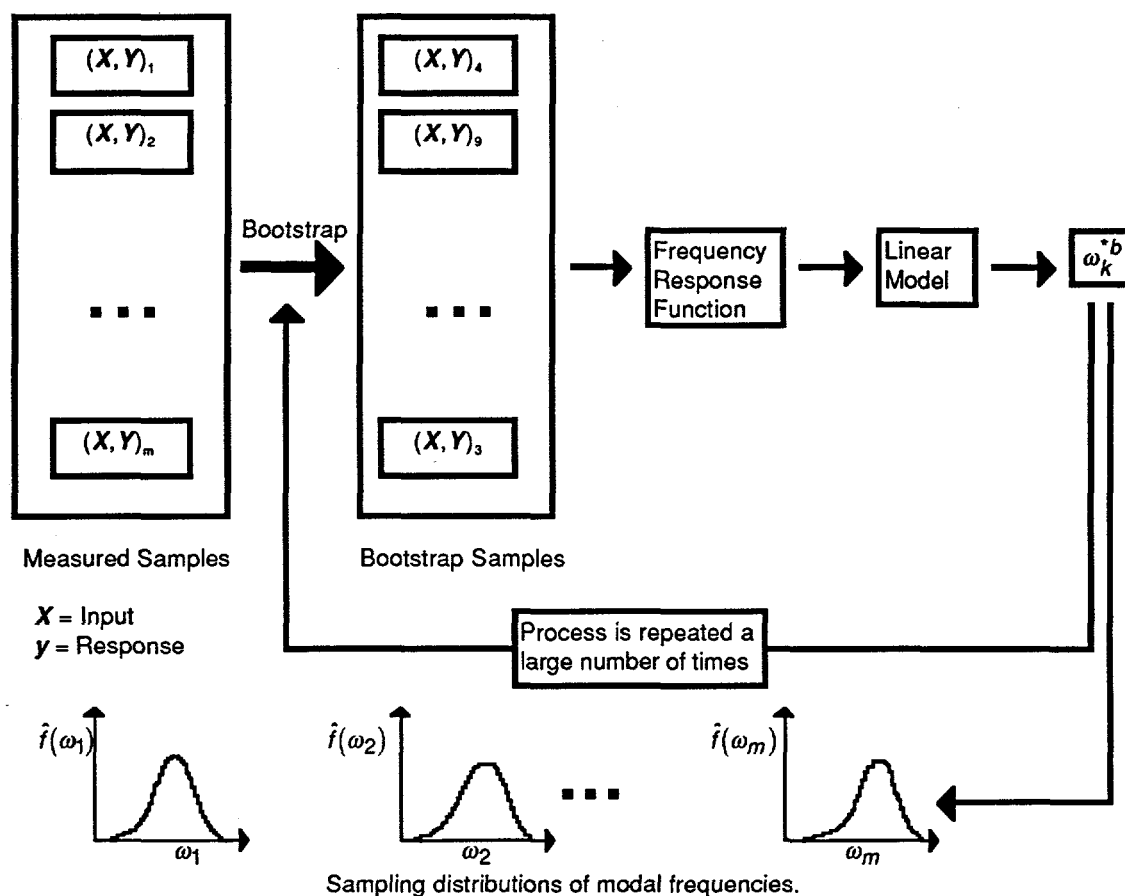 (X, Y)₁
(X, Y)₂
▪ ▪ ▪
(X, Y)ₘ
Measured Samples
X = Input
y = Response
Bootstrap
(X, Y)₄
(X, Y)₉
▪ ▪ ▪
(X, Y)₃
Bootstrap Samples
Frequency
Response
Function
Linear
Model
ω_k^{*b}
Process is repeated a
large number of times
f̂(ω₁)
ω₁
f̂(ω₂)
ω₂
▪ ▪ ▪
f̂(ωₘ)
ωₘ
Sampling distributions of modal frequencies.